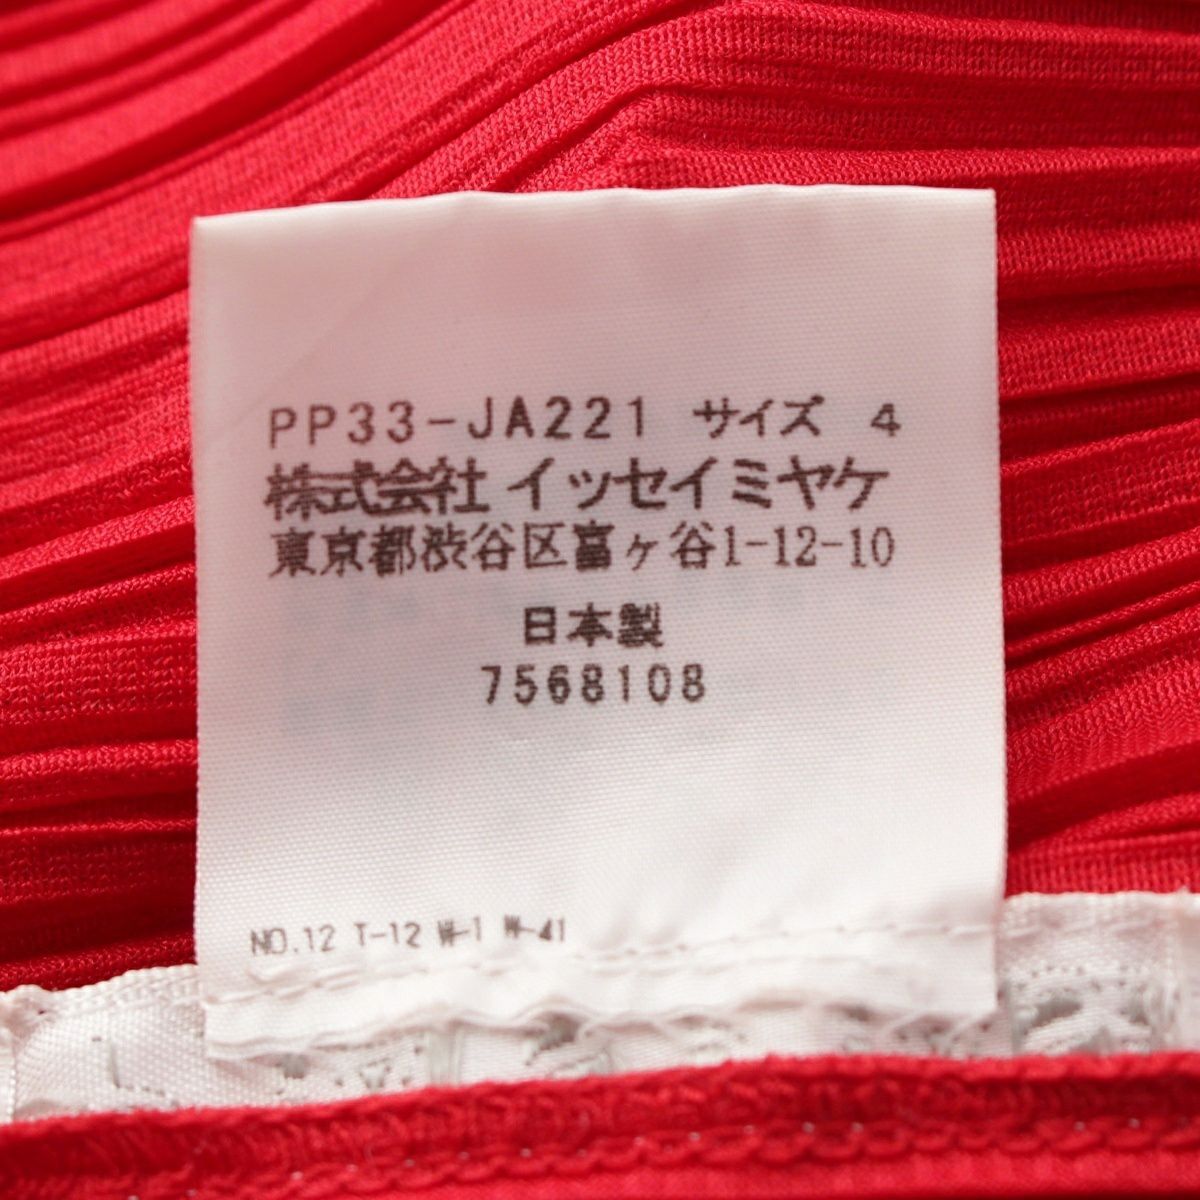 PP33-JA221 サイズ 4
株式会社 イッセイミヤケ
東京都渋谷区富ヶ谷1-12-10
日本製
7568108
NO.12 T-12 W-1 W-41